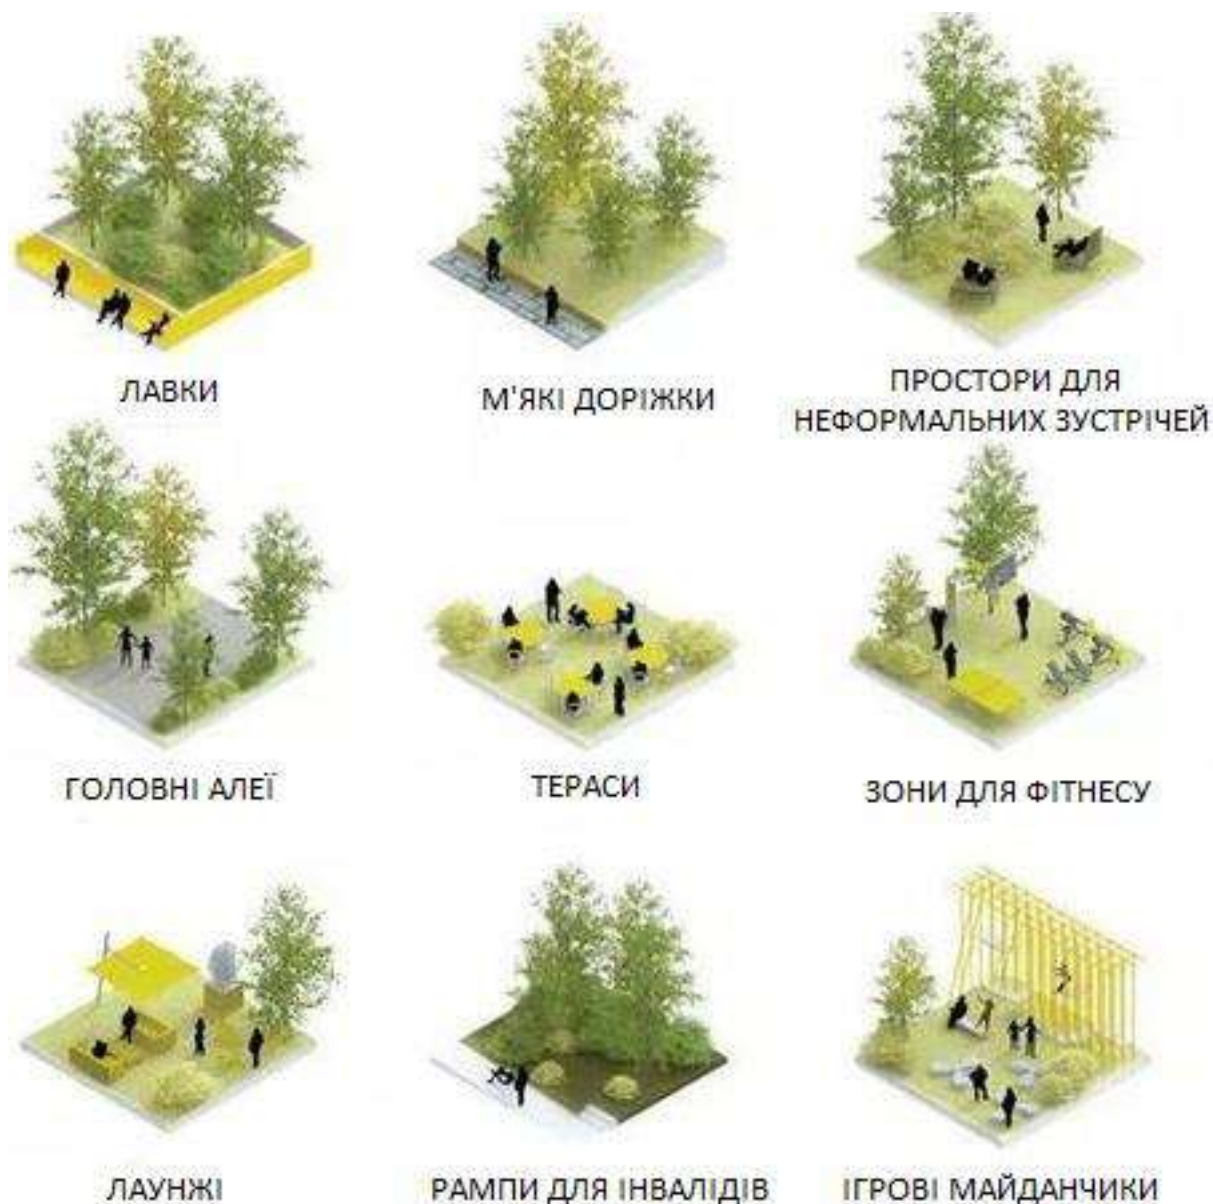 ЛАВКИ
М'ЯКІ ДОРІЖКИ
ПРОСТОРИ ДЛЯ
НЕФОРМАЛЬНИХ ЗУСТРІЧЕЙ
ГОЛОВНІ АЛЕЇ
ТЕРАСИ
ЗОНИ ДЛЯ ФІТНЕСУ
ЛАУНЖІ
РАМПИ ДЛЯ ІНВАЛІДІВ
ІГРОВІ МАЙДАНЧИКИ